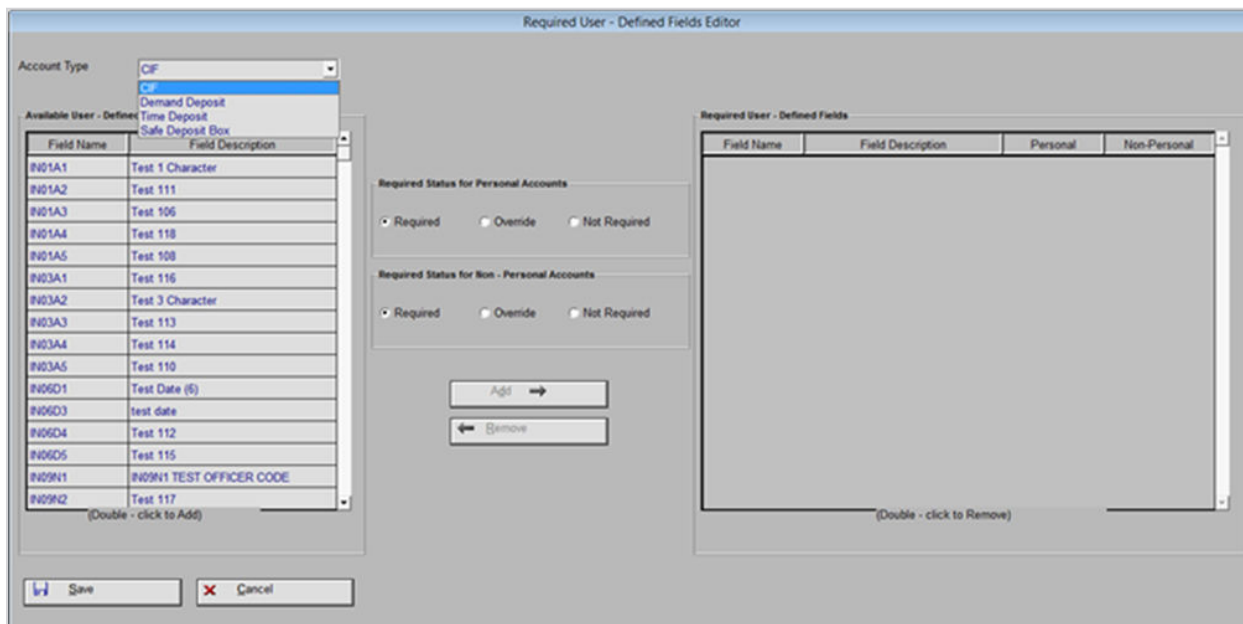 Required User - Defined Fields Editor
Account Type
CIF
CIF
Demand Deposit
Time Deposit
Safe Deposit Box
Available User - Define
Field Name Field Description
IN01A1 Test 1 Character
IN01A2 Test 111
IN01A3 Test 106
IN01A4 Test 118
IN01A5 Test 108
IN03A1 Test 116
IN03A2 Test 3 Character
IN03A3 Test 113
IN03A4 Test 114
IN03A5 Test 110
IN06D1 Test Date (6)
IN06D3 test date
IN06D4 Test 112
IN06D5 Test 115
IN09N1 IN09N1 TEST OFFICER CODE
IN09N2 Test 117
(Double - click to Add)
Required Status for Personal Accounts
Required Override Not Required
Required Status for Non - Personal Accounts
Required Override Not Required
Add
Remove
Required User - Defined Fields
Field Name Field Description Personal Non-Personal
(Double - click to Remove)
Save Cancel